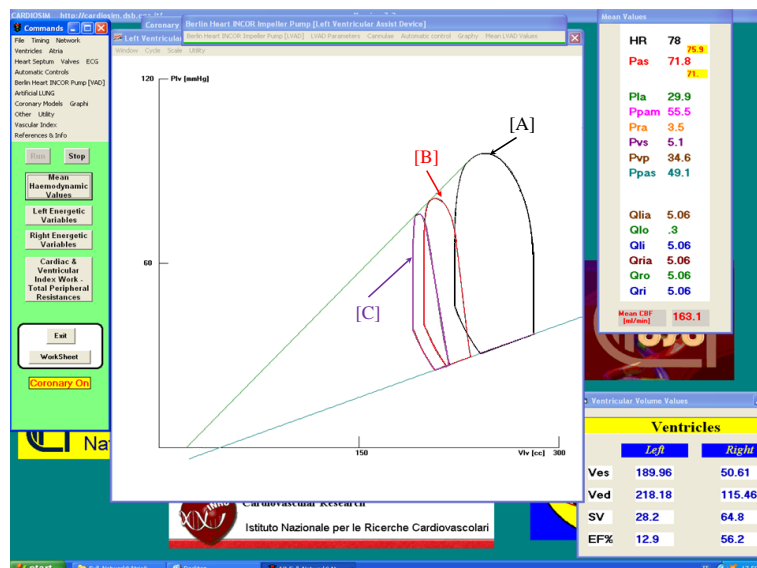 CARDIOSIM - http://cardiosim.dsb.
Commands
File Timing Network
Ventricles Atria
Heart Septum Valves ECG
Automatic Controls
Berlin Heart INCOR Pump [VAD]
Artificial LUNG
Coronary Models Graphi
Other Utility
Vascular Index
References & Info
Run Stop
Mean
Haemodynamic
Values
Left Energetic
Variables
Right Energetic
Variables
Cardiac &
Ventricular
Index Work -
Total Peripheral
Resistances
Exit
WorkSheet
Coronary On
Coronary
Berlin Heart INCOR Impeller Pump [Left Ventricular Assist Device]
Berlin Heart INCOR Impeller Pump [LVAD] LVAD Parameters Cannulae Automatic control Graphy Mean LVAD Values
Left Ventricular
Window Cycle Scale Utility
120
Plv [mmHg]
[A]
[B]
60
[C]
150
Vlv [cc]
300
Mean Values
HR 78
75.9
Pas 71.8
71.
Pla 29.9
Ppam 55.5
Pra 3.5
Pvs 5.1
Pvp 34.6
Ppas 49.1
Qlia 5.06
Qlo .3
Qli 5.06
Qria 5.06
Qro 5.06
Qri 5.06
Mean CBF
[ml/min]
163.1
Ventricular Volume Values
Ventricles
Left Right
Ves 189.96 50.61
Ved 218.18 115.46
SV 28.2 64.8
EF% 12.9 56.2
Na
Cardiovascular Research
Istituto Nazionale per le Ricerche Cardiovascolari
start